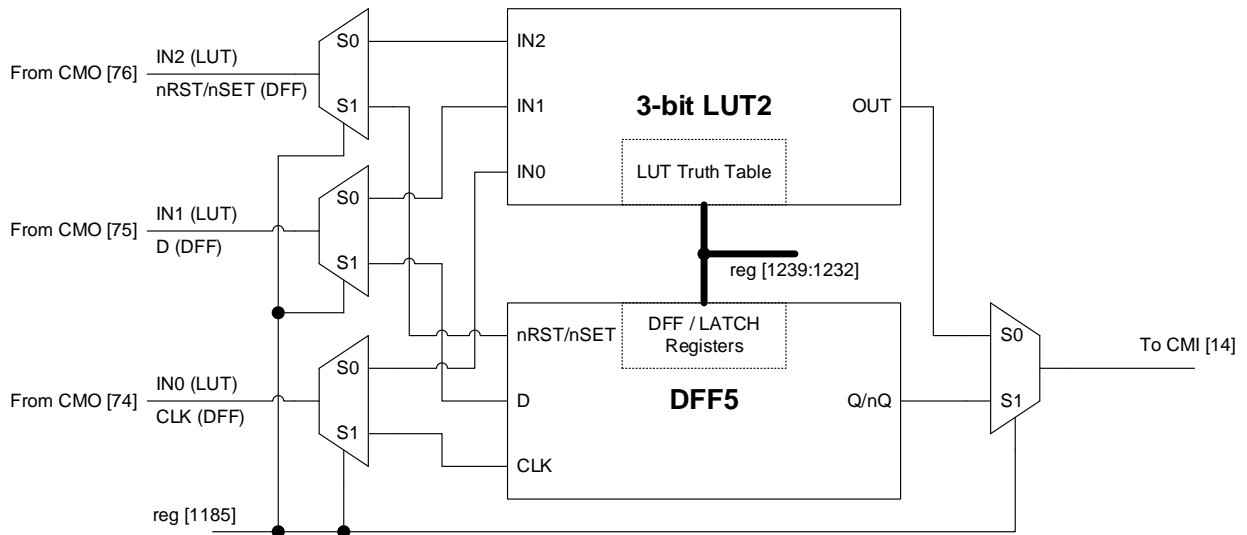 From CMO [76]
IN2 (LUT)
nRST/nSET (DFF)
S0
S1
From CMO [75]
IN1 (LUT)
D (DFF)
S0
S1
From CMO [74]
IN0 (LUT)
CLK (DFF)
S0
S1
reg [1185]
IN2
IN1
IN0
3-bit LUT2
OUT
LUT Truth Table
reg [1239:1232]
DFF / LATCH
Registers
nRST/nSET
D
CLK
DFF5
Q/nQ
S0
S1
To CMI [14]